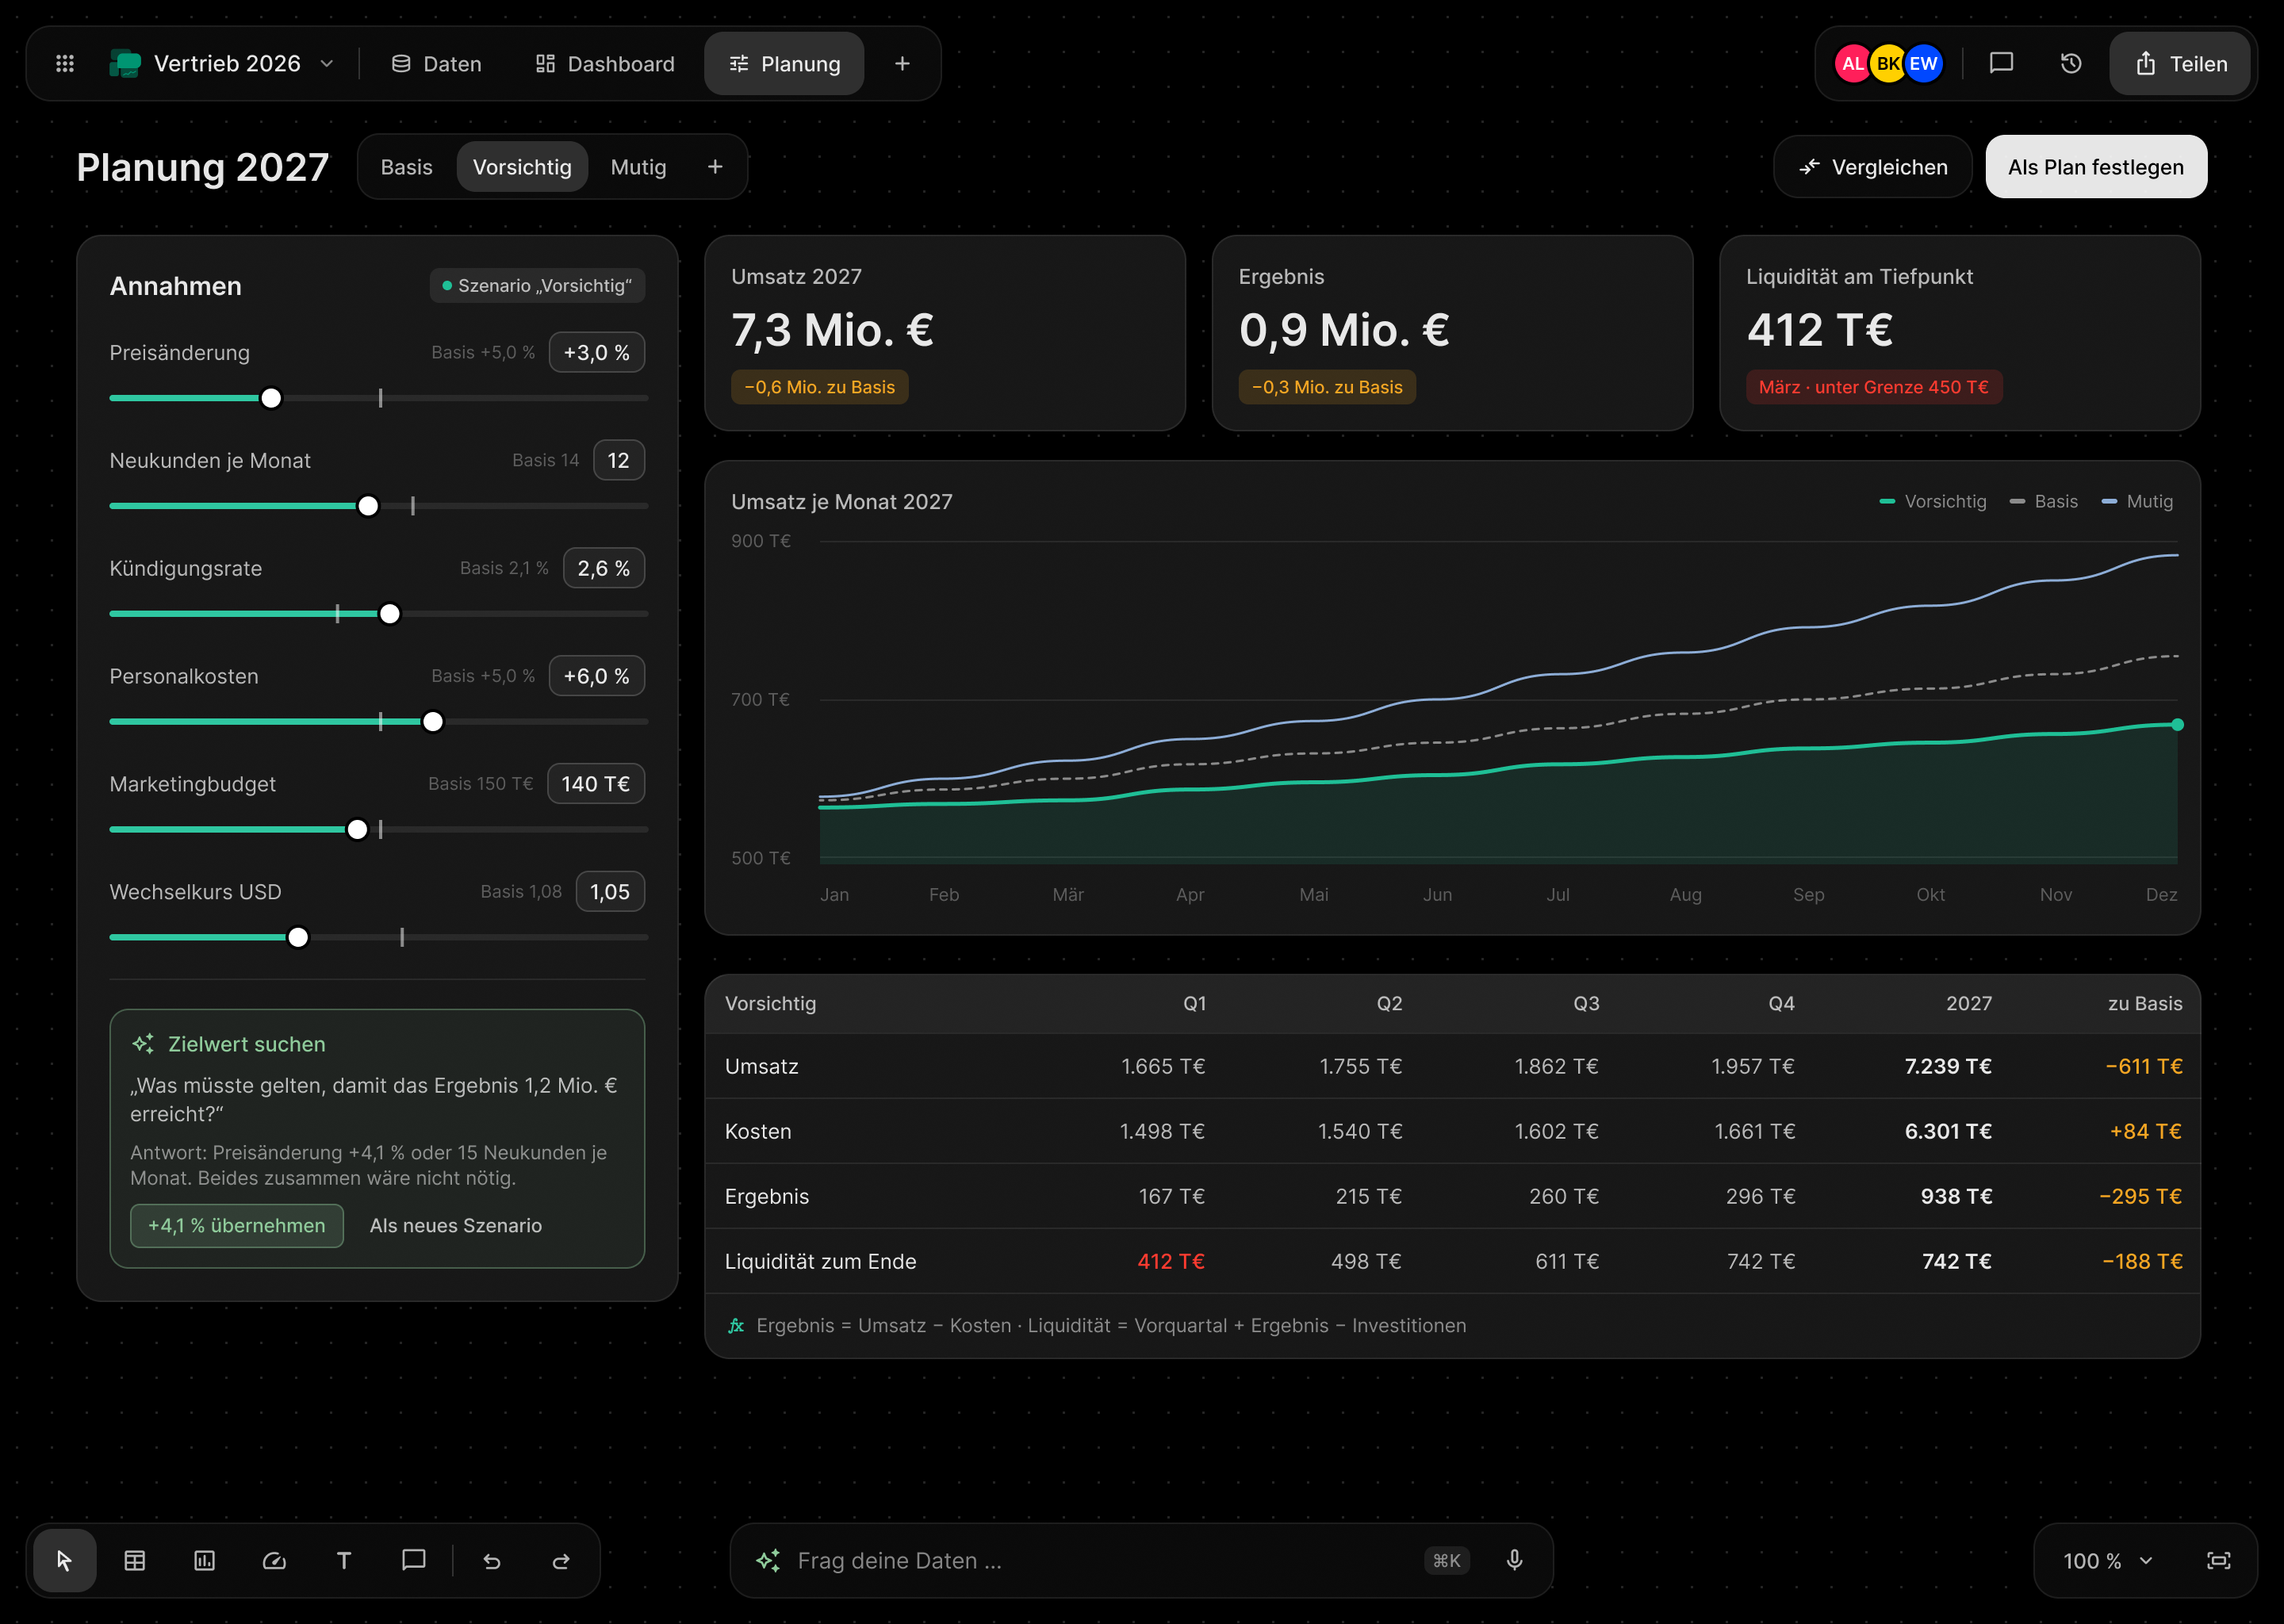 Vertrieb 2026
Daten
Dashboard
Planung
AL
BK
EW
Teilen
Planung 2027
Basis
Vorsichtig
Mutig
Vergleichen
Als Plan festlegen
Annahmen
Szenario „Vorsichtig“
Preisänderung Basis +5,0 % +3,0 %
Neukunden je Monat Basis 14 12
Kündigungsrate Basis 2,1 % 2,6 %
Personalkosten Basis +5,0 % +6,0 %
Marketingbudget Basis 150 T€ 140 T€
Wechselkurs USD Basis 1,08 1,05
Zielwert suchen
„Was müsste gelten, damit das Ergebnis 1,2 Mio. €
erreicht?“
Antwort: Preisänderung +4,1 % oder 15 Neukunden je
Monat. Beides zusammen wäre nicht nötig.
+4,1 % übernehmen
Als neues Szenario
Umsatz 2027
7,3 Mio. €
−0,6 Mio. zu Basis
Ergebnis
0,9 Mio. €
−0,3 Mio. zu Basis
Liquidität am Tiefpunkt
412 T€
März · unter Grenze 450 T€
Umsatz je Monat 2027
Vorsichtig Basis Mutig
900 T€
700 T€
500 T€
Jan Feb Mär Apr Mai Jun Jul Aug Sep Okt Nov Dez
Vorsichtig Q1 Q2 Q3 Q4 2027 zu Basis
Umsatz 1.665 T€ 1.755 T€ 1.862 T€ 1.957 T€ 7.239 T€ −611 T€
Kosten 1.498 T€ 1.540 T€ 1.602 T€ 1.661 T€ 6.301 T€ +84 T€
Ergebnis 167 T€ 215 T€ 260 T€ 296 T€ 938 T€ −295 T€
Liquidität zum Ende 412 T€ 498 T€ 611 T€ 742 T€ 742 T€ −188 T€
fx Ergebnis = Umsatz − Kosten · Liquidität = Vorquartal + Ergebnis − Investitionen
Frag deine Daten ...
⌘K
100 %